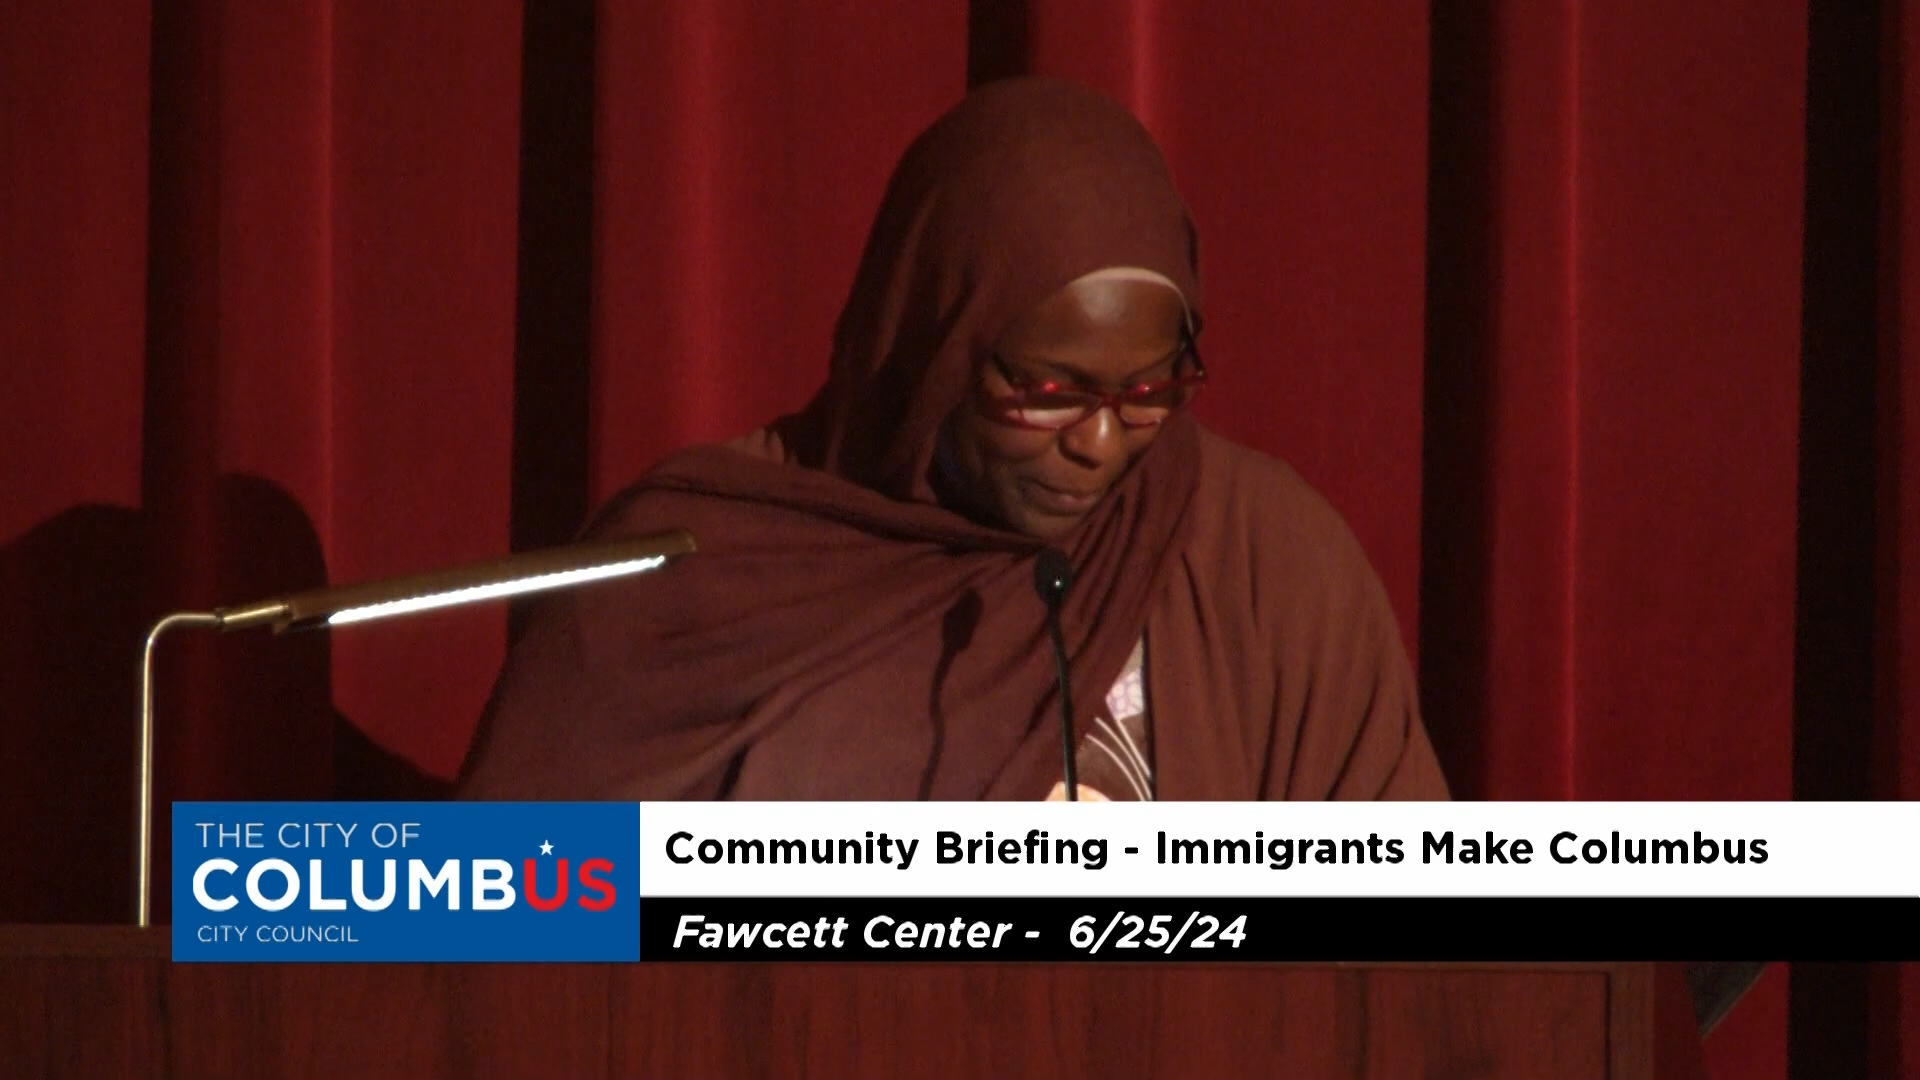 THE CITY OF
COLUMBUS
CITY COUNCIL
Community Briefing - Immigrants Make Columbus
Fawcett Center - 6/25/24